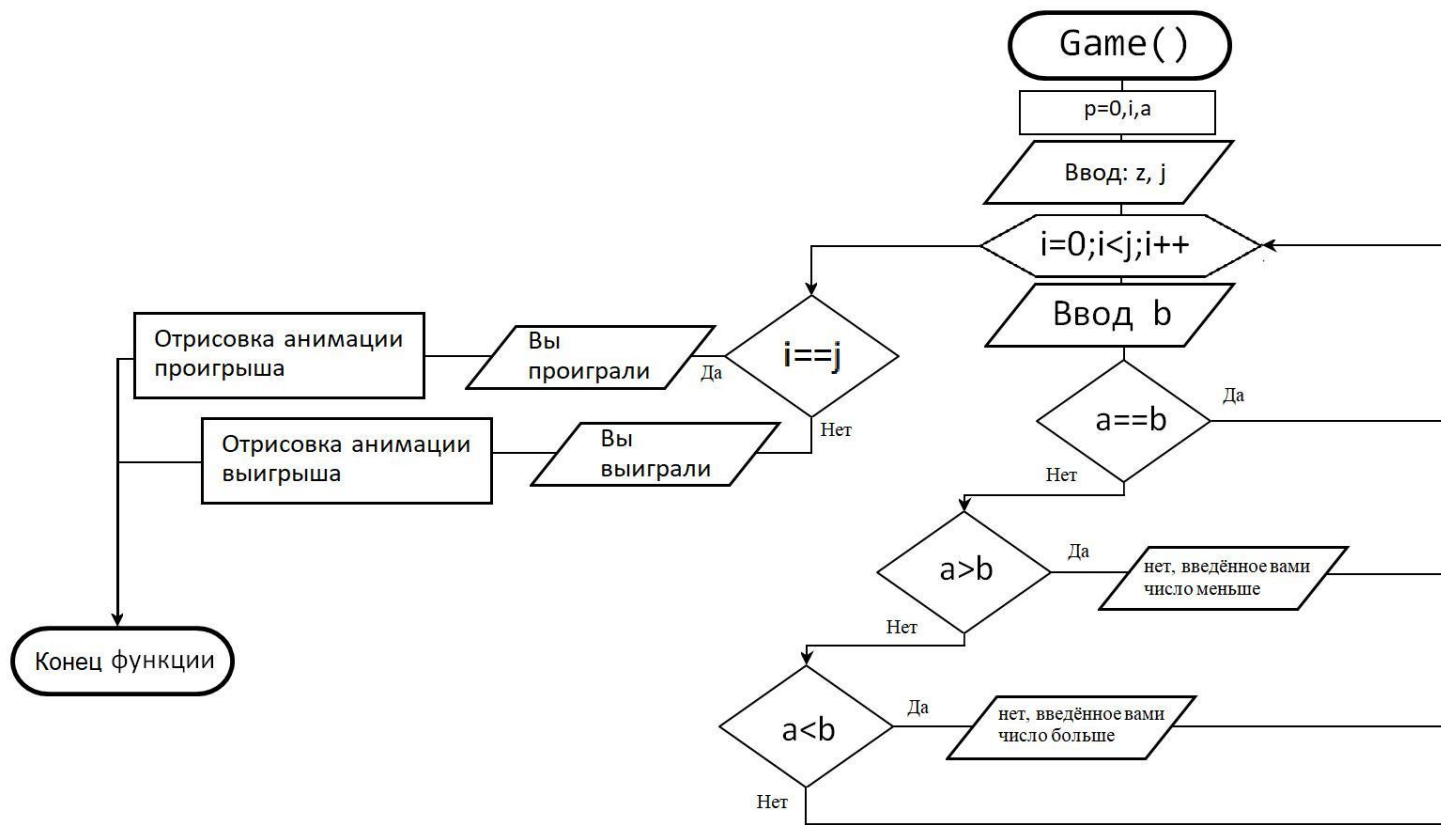 Game()
p=0,i,a
Ввод: z, j
i=0;i<j;i++
Ввод b
i==j
Да
Нет
Вы
проиграли
Отрисовка анимации
проигрыша
Вы
выиграли
Отрисовка анимации
выигрыша
Конец функции
a==b
Да
Нет
a>b
Да
нет, введённое вами
число меньше
Нет
a<b
Да
нет, введённое вами
число больше
Нет